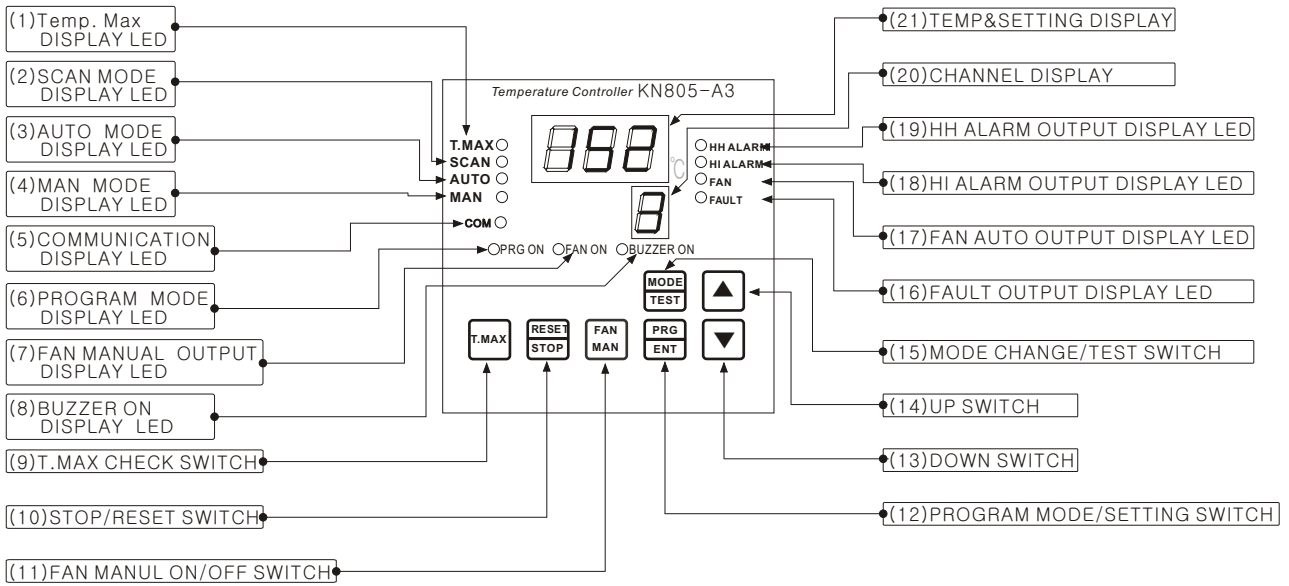 (1)Temp. Max
DISPLAY LED
(2)SCAN MODE
DISPLAY LED
(3)AUTO MODE
DISPLAY LED
(4)MAN MODE
DISPLAY LED
(5)COMMUNICATION
DISPLAY LED
(6)PROGRAM MODE
DISPLAY LED
(7)FAN MANUAL OUTPUT
DISPLAY LED
(8)BUZZER ON
DISPLAY LED
(9)T.MAX CHECK SWITCH
(10)STOP/RESET SWITCH
(11)FAN MANUL ON/OFF SWITCH
Temperature Controller KN805-A3
152
°C
3
T.MAX
SCAN
AUTO
MAN
COM
HH ALARM
HI ALARM
FAN
FAULT
PRG ON FAN ON BUZZER ON
MODE
TEST
▲
T.MAX
RESET
STOP
FAN
MAN
PRG
ENT
▼
(21)TEMP&SETTING DISPLAY
(20)CHANNEL DISPLAY
(19)HH ALARM OUTPUT DISPLAY LED
(18)HI ALARM OUTPUT DISPLAY LED
(17)FAN AUTO OUTPUT DISPLAY LED
(16)FAULT OUTPUT DISPLAY LED
(15)MODE CHANGE/TEST SWITCH
(14)UP SWITCH
(13)DOWN SWITCH
(12)PROGRAM MODE/SETTING SWITCH